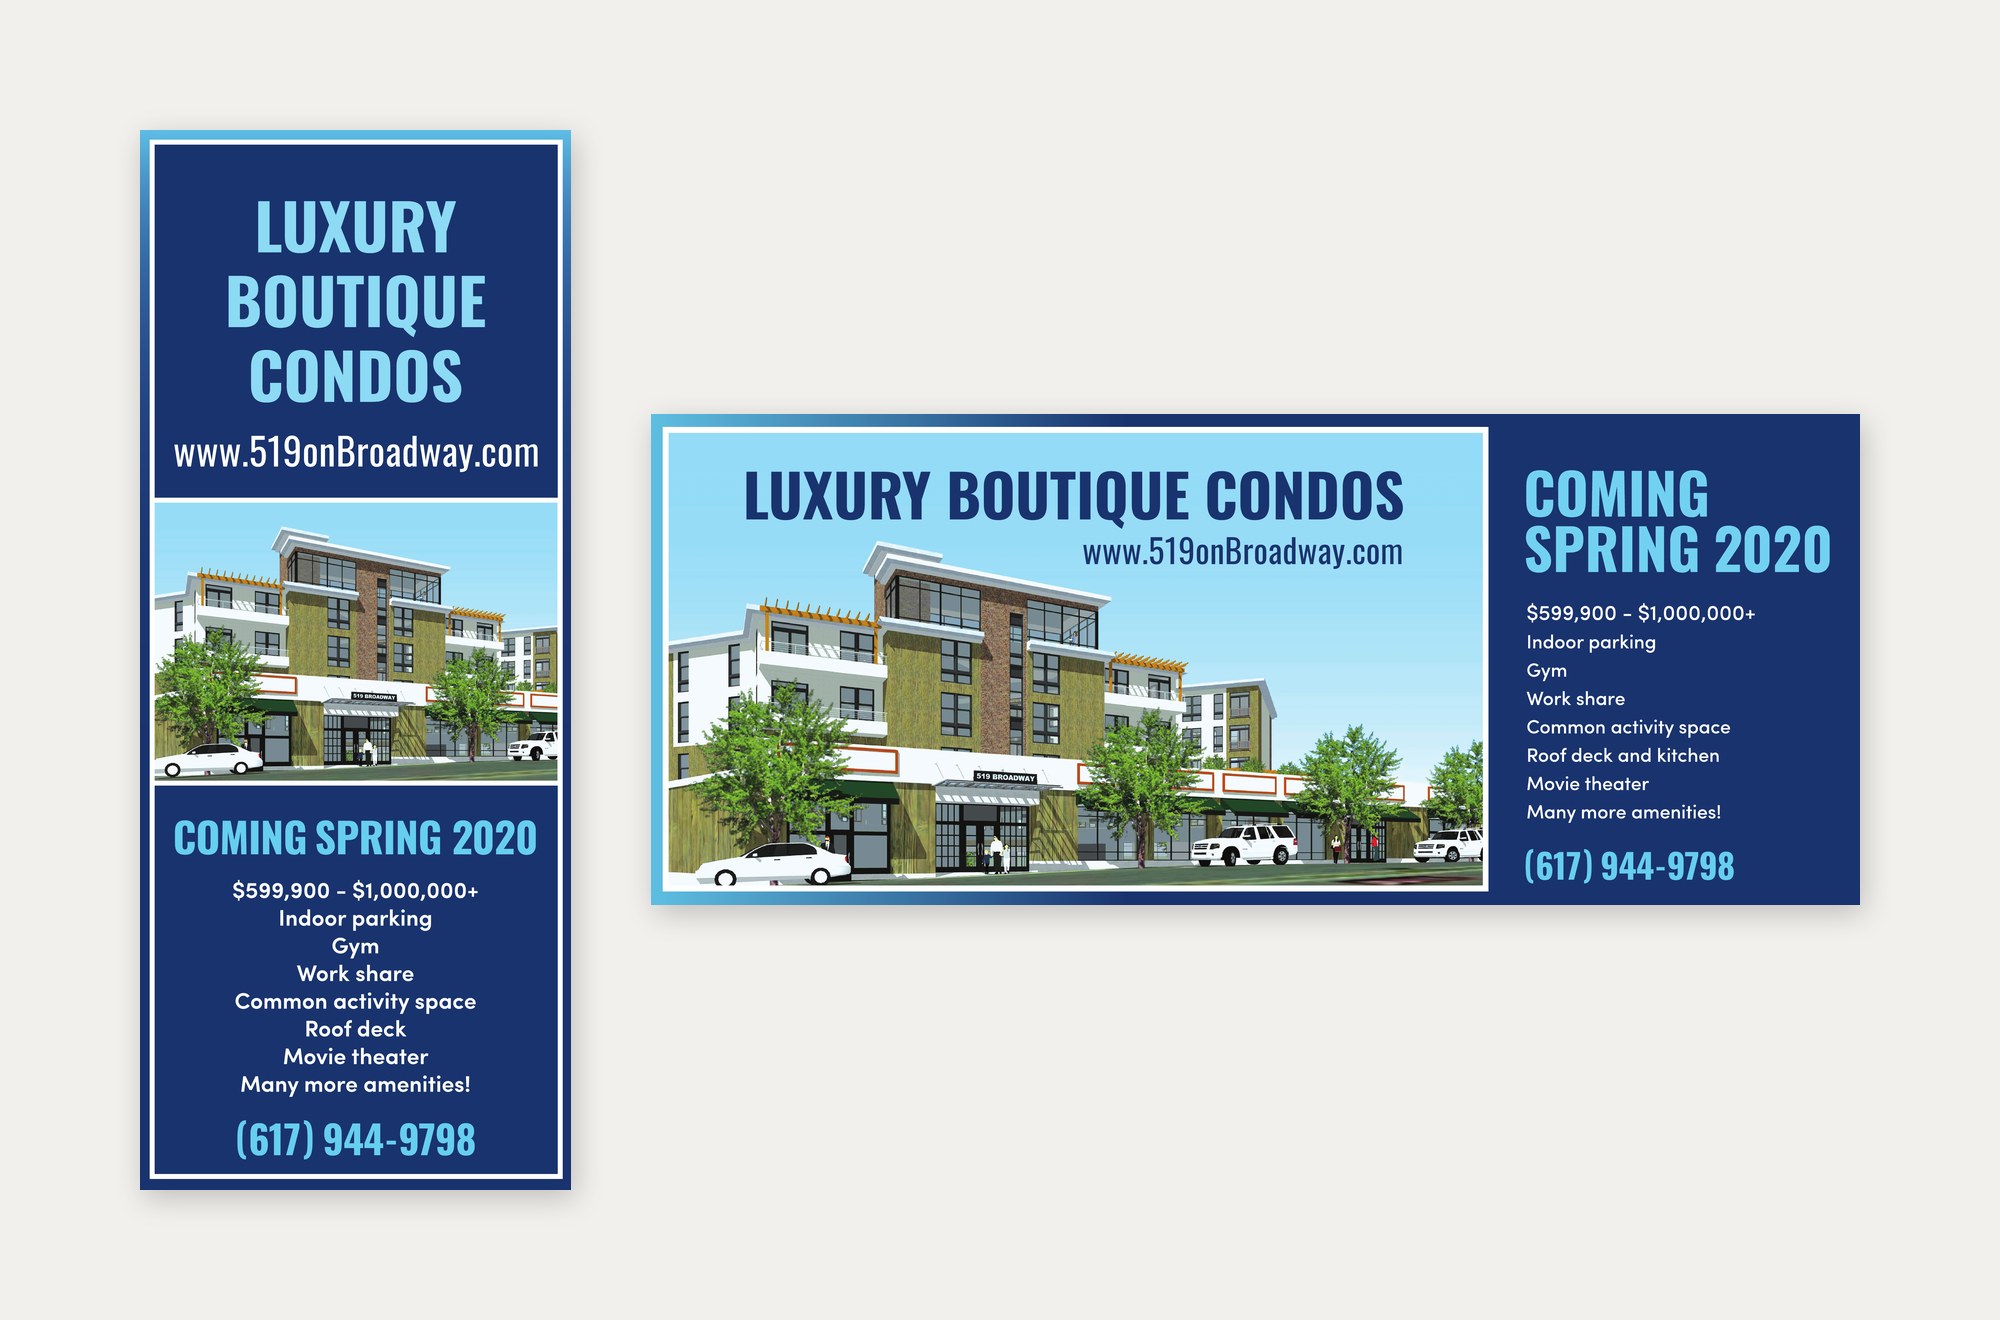 LUXURY
BOUTIQUE
CONDOS
www.519onBroadway.com
519 BROADWAY
COMING SPRING 2020
$599,900 - $1,000,000+
Indoor parking
Gym
Work share
Common activity space
Roof deck
Movie theater
Many more amenities!
(617) 944-9798
LUXURY BOUTIQUE CONDOS
www.519onBroadway.com
519 BROADWAY
COMING
SPRING 2020
$599,900 - $1,000,000+
Indoor parking
Gym
Work share
Common activity space
Roof deck and kitchen
Movie theater
Many more amenities!
(617) 944-9798